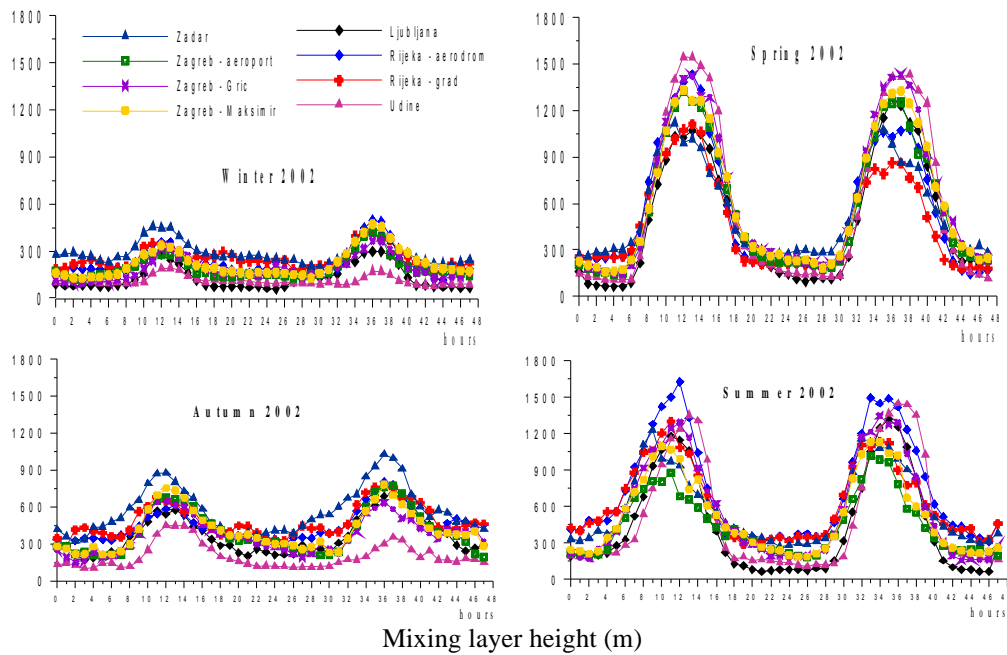 1800
1500
1200
900
600
300
0
Zadar
Zagreb - aeroport
Zagreb - Gric
Zagreb - Maksimir
Ljubljana
Rijeka - aerodrom
Rijeka - grad
Udine
Winter 2002
0 2 4 6 8 10 12 14 16 18 20 22 24 26 28 30 32 34 36 38 40 42 44 46 48
hours
1800
1500
1200
900
600
300
0
Spring 2002
0 2 4 6 8 10 12 14 16 18 20 22 24 26 28 30 32 34 36 38 40 42 44 46 48
hours
1800
1500
1200
900
600
300
0
Autumn 2002
0 2 4 6 8 10 12 14 16 18 20 22 24 26 28 30 32 34 36 38 40 42 44 46 48
hours
1800
1500
1200
900
600
300
0
Summer 2002
0 2 4 6 8 10 12 14 16 18 20 22 24 26 28 30 32 34 36 38 40 42 44 46 4
hours
Mixing layer height (m)